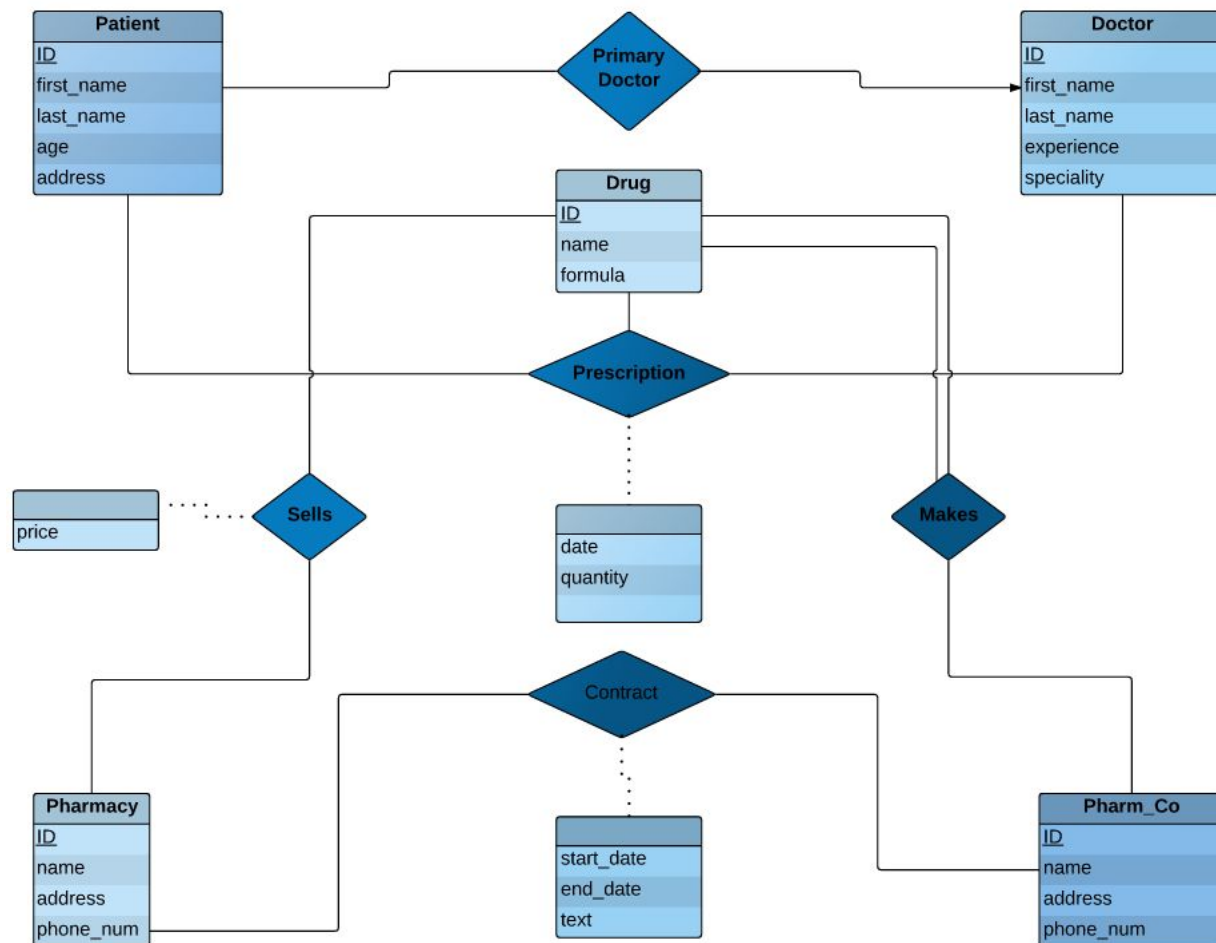 Patient
ID
first_name
last_name
age
address
Primary
Doctor
Doctor
ID
first_name
last_name
experience
speciality
Drug
ID
name
formula
Prescription
date
quantity
price
Sells
Makes
Contract
start_date
end_date
text
Pharmacy
ID
name
address
phone_num
Pharm_Co
ID
name
address
phone_num